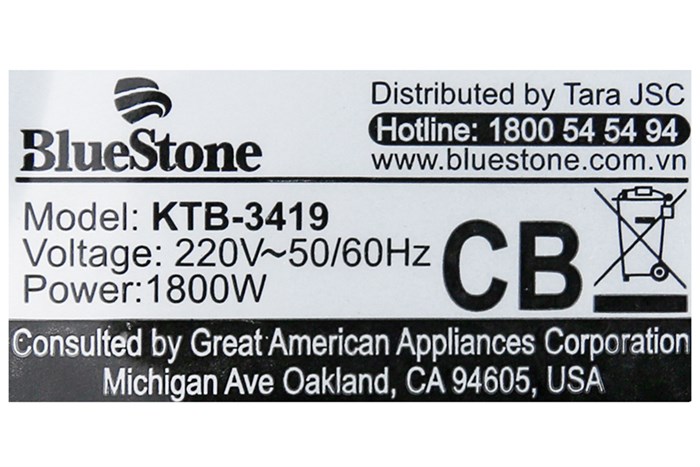 BlueStone
Distributed by Tara JSC
Hotline: 1800 54 54 94
www.bluestone.com.vn
Model: KTB-3419
Voltage: 220V~50/60Hz
Power:1800W
CB
Consulted by Great American Appliances Corporation
Michigan Ave Oakland, CA 94605, USA